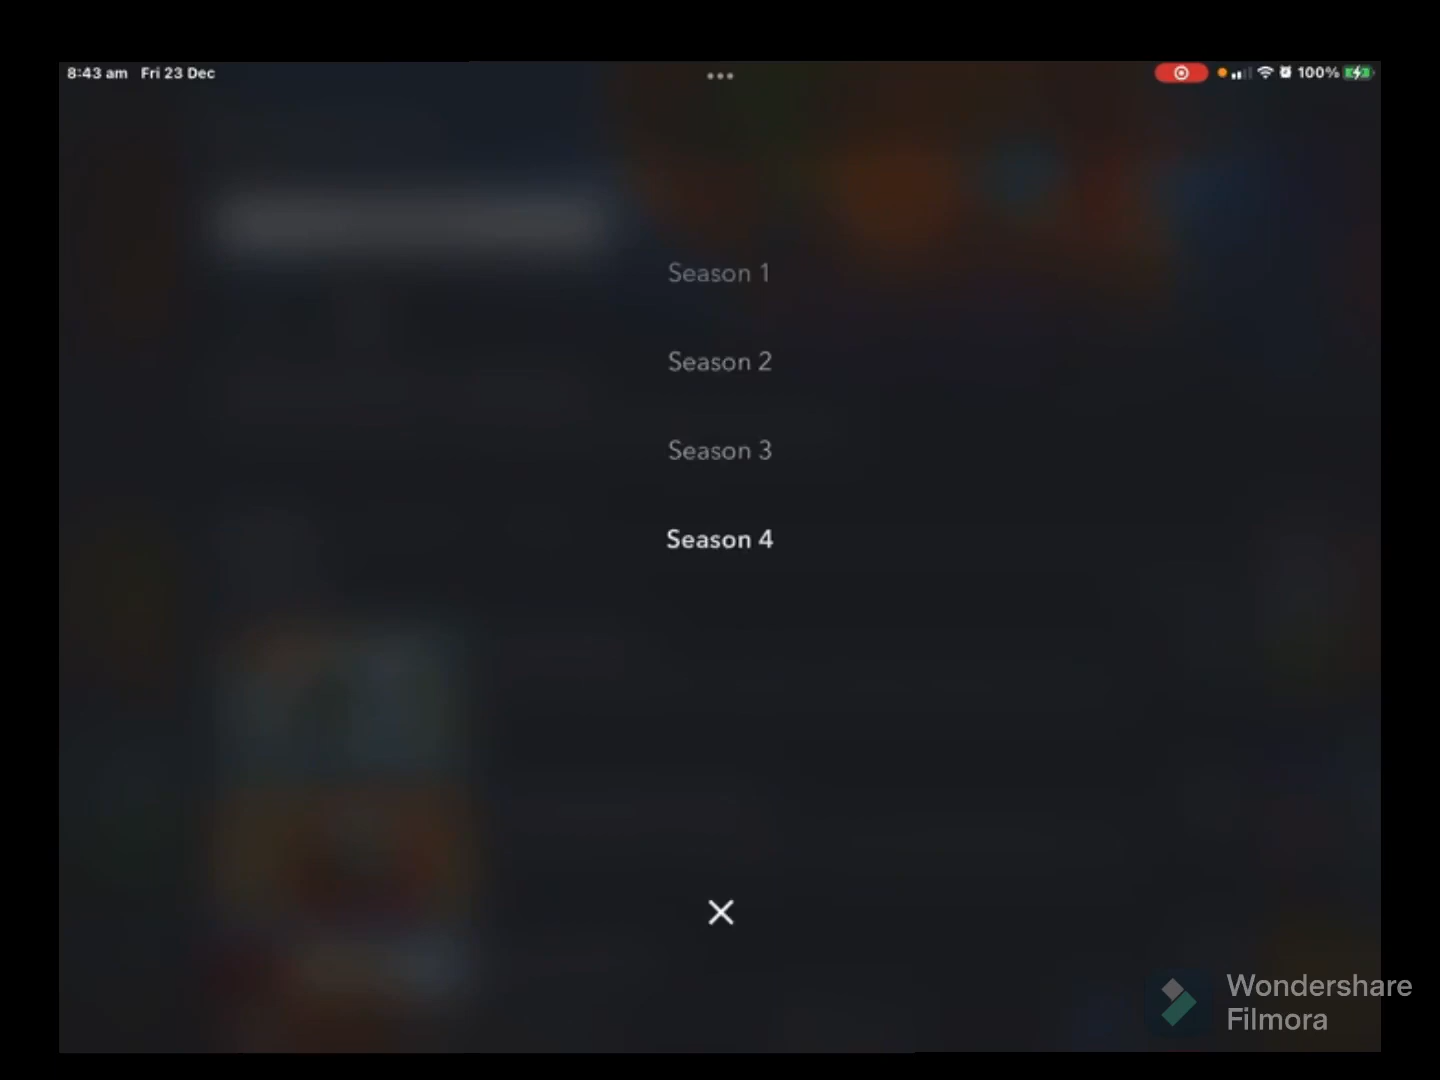 8:43 am Fri 23 Dec
100%
Season 1
Season 2
Season 3
Season 4
Wondershare
Filmora